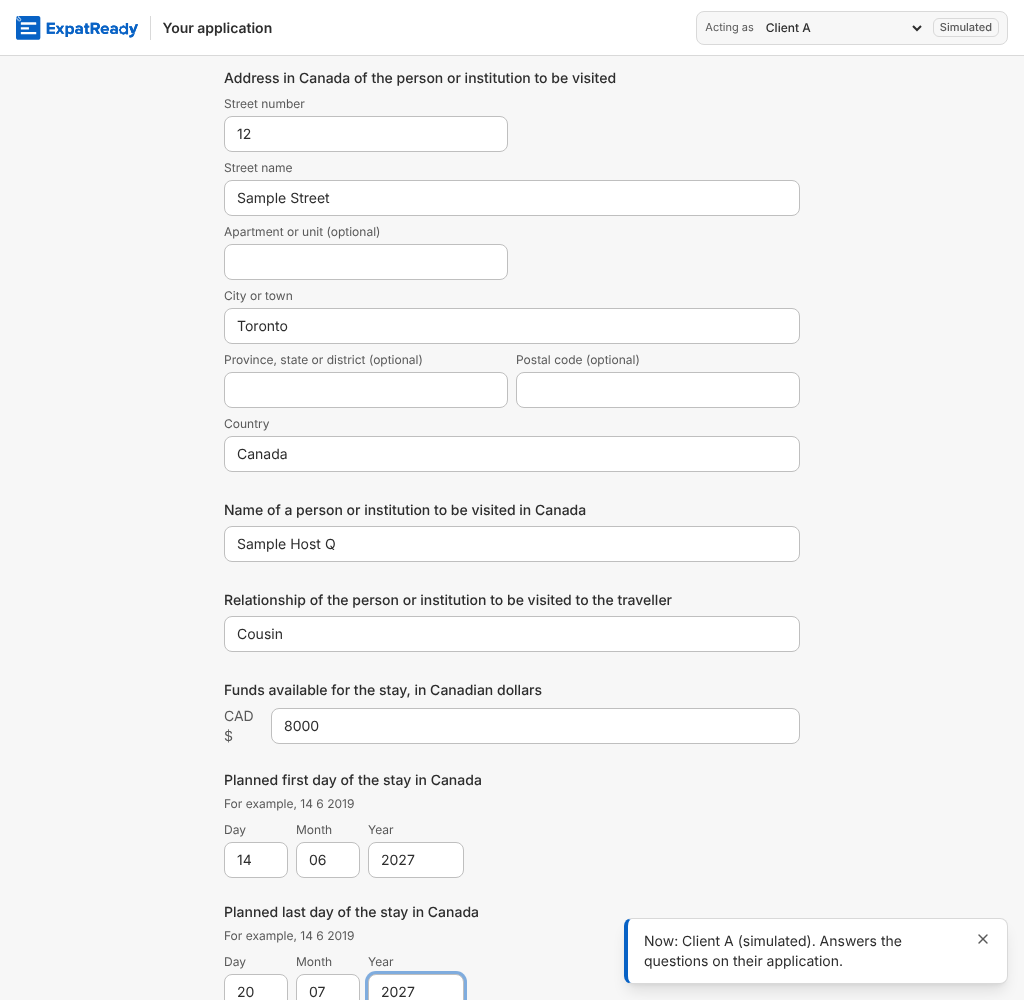 ExpatReady
Your application
Acting as Client A Simulated
Address in Canada of the person or institution to be visited
Street number
12
Street name
Sample Street
Apartment or unit (optional)
City or town
Toronto
Province, state or district (optional) Postal code (optional)
Country
Canada
Name of a person or institution to be visited in Canada
Sample Host Q
Relationship of the person or institution to be visited to the traveller
Cousin
Funds available for the stay, in Canadian dollars
CAD $ 8000
Planned first day of the stay in Canada
For example, 14 6 2019
Day Month Year
14 06 2027
Planned last day of the stay in Canada
For example, 14 6 2019
Day Month Year
20 07 2027
Now: Client A (simulated). Answers the
questions on their application.